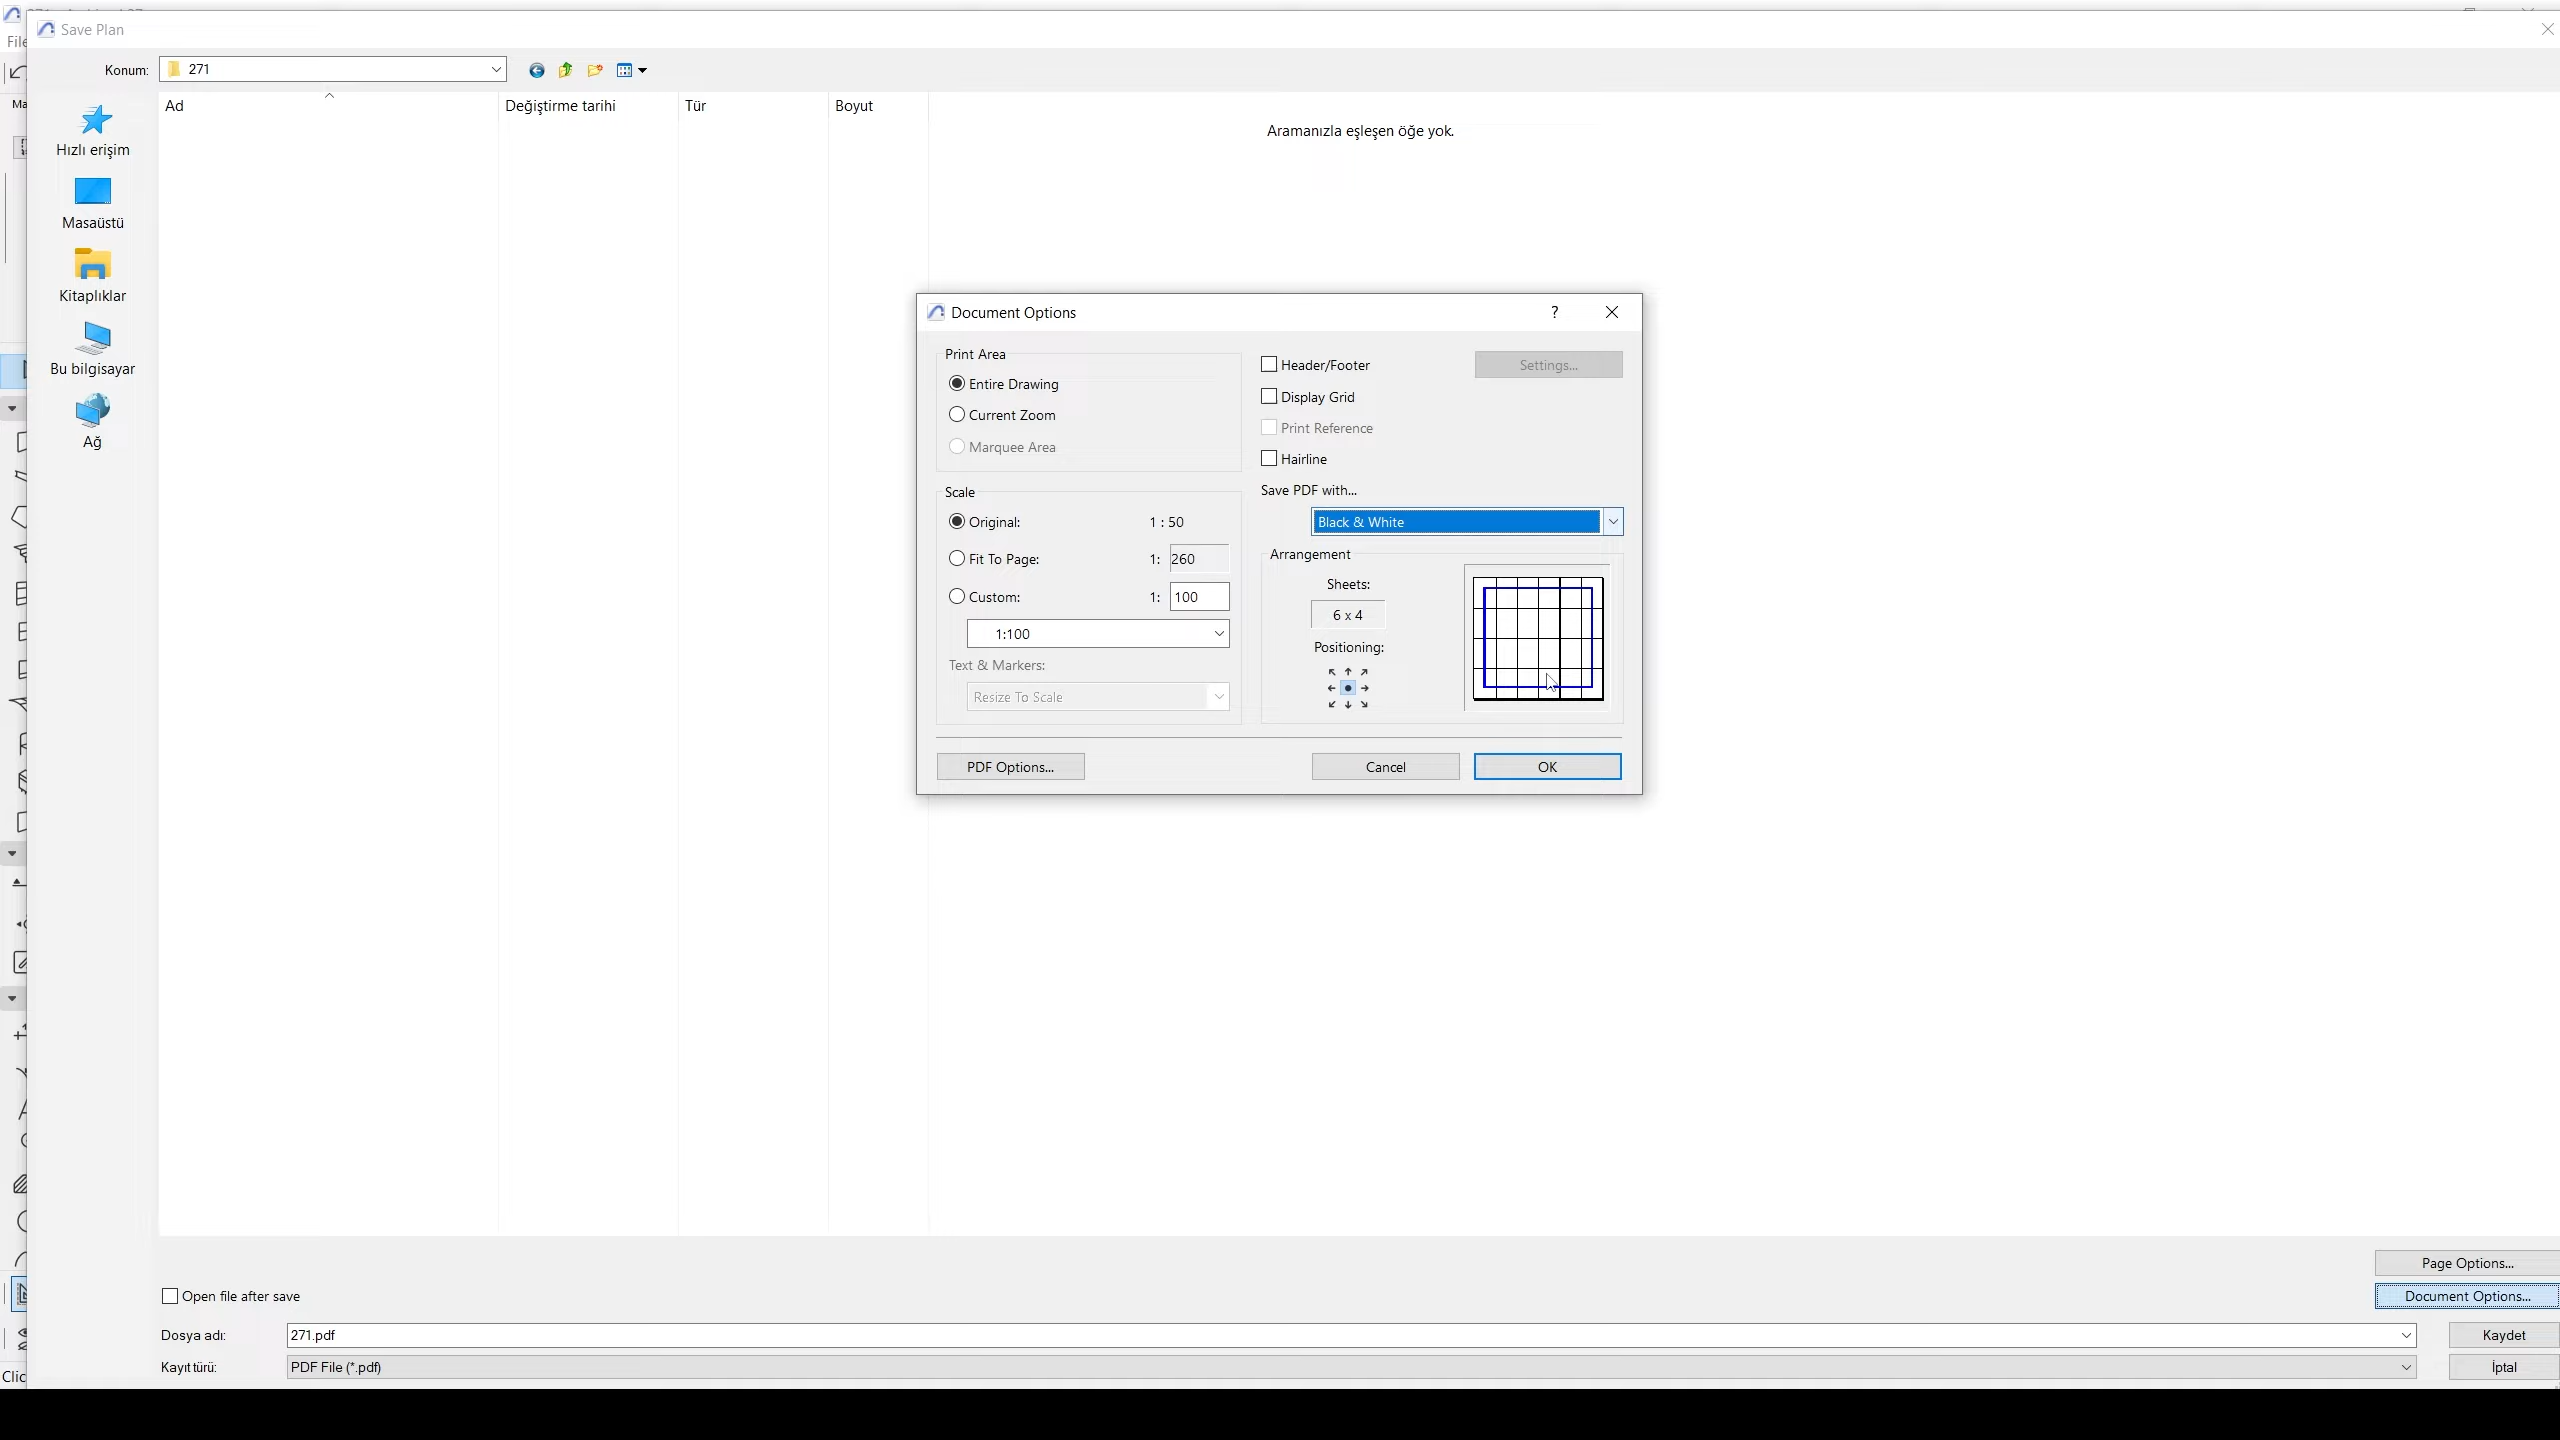 Save Plan
File
Konum: 271
Ma
Ad Değiştirme tarihi Tür Boyut
Aramanızla eşleşen öğe yok.
Hızlı erişim
Masaüstü
Kitaplıklar
Bu bilgisayar
Ağ
Document Options ?
Print Area
Entire Drawing
Current Zoom
Marquee Area
Scale
Original: 1 : 50
Fit To Page: 1: 260
Custom: 1: 100
1:100
Text & Markers:
Resize To Scale
Header/Footer Settings...
Display Grid
Print Reference
Hairline
Save PDF with...
Black & White
Arrangement
Sheets:
6 x 4
Positioning:
PDF Options... Cancel OK
Page Options...
Open file after save Document Options...
Dosya adı: 271.pdf Kaydet
Kayıt türü: PDF File (*.pdf) İptal
Clic